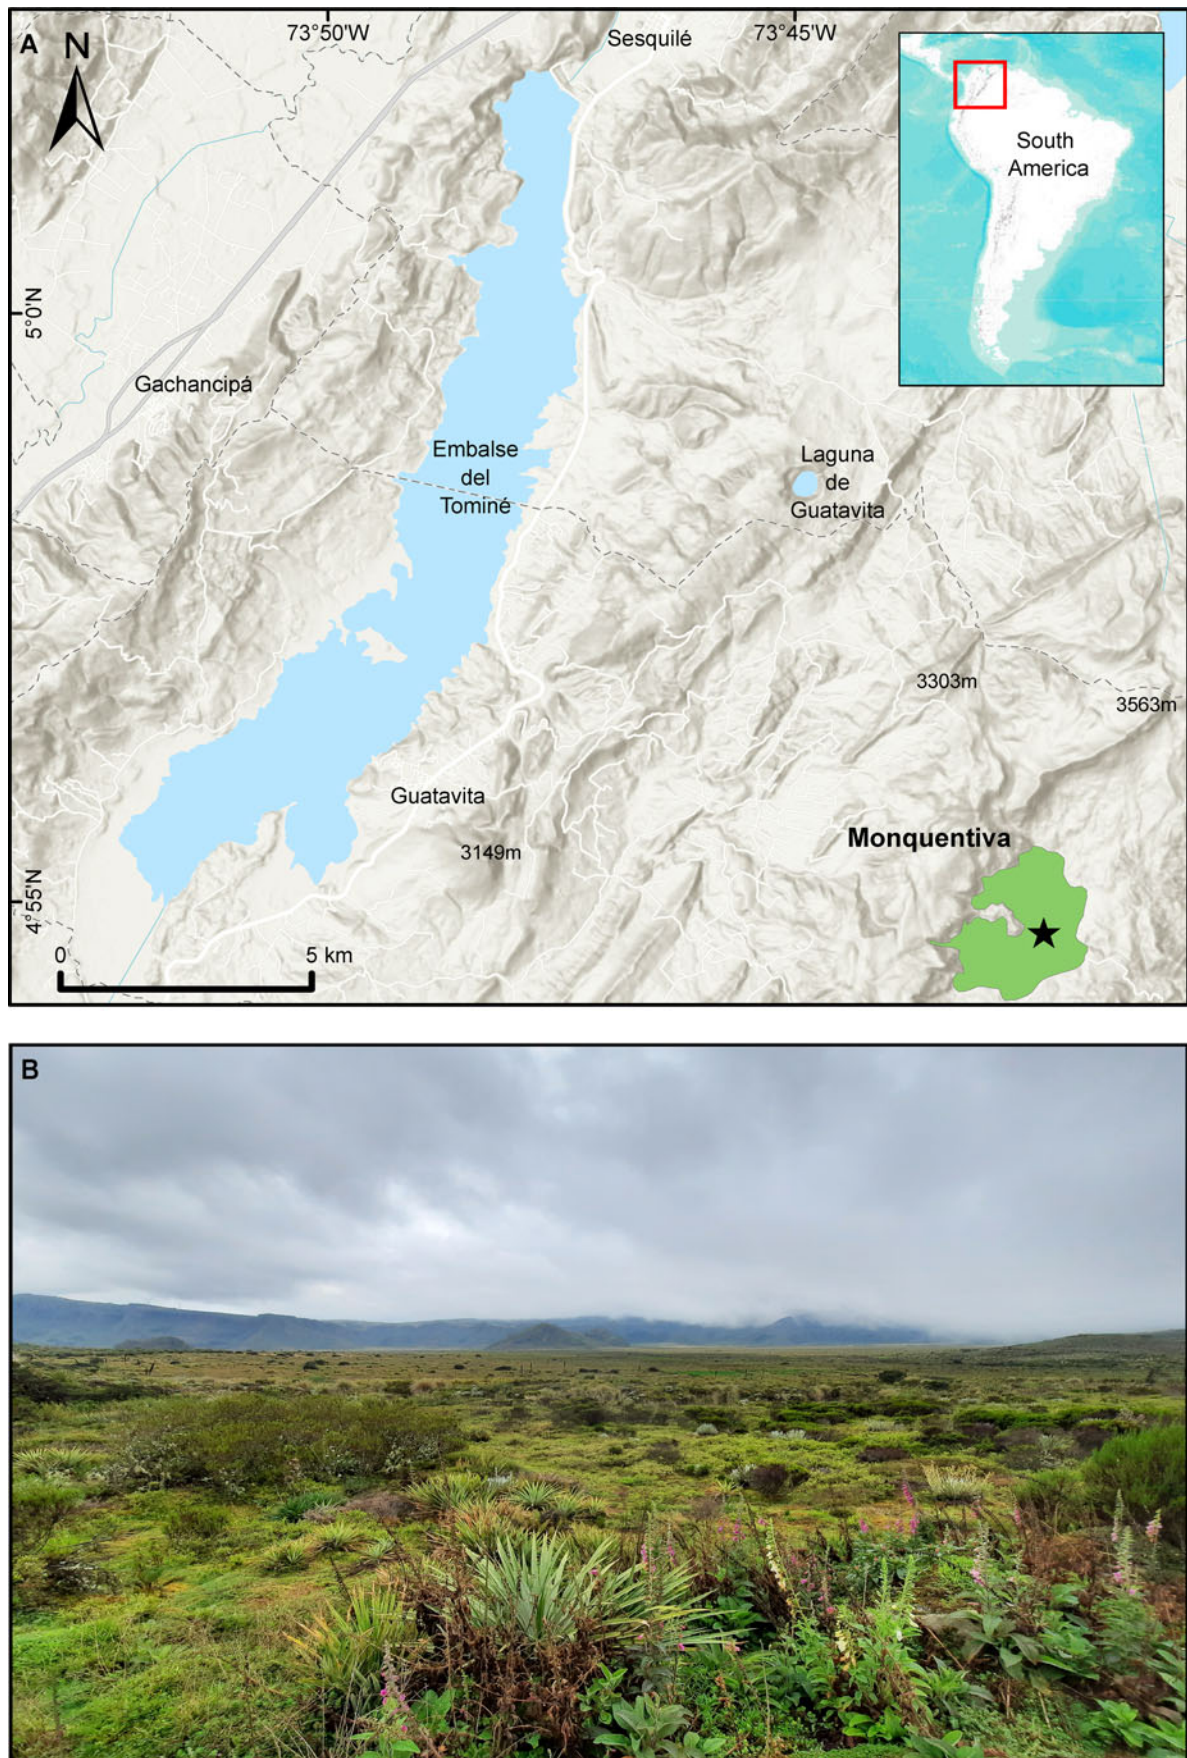 A
N
73°50'W
Sesquilé
73°45'W
South
America
5°0'N
Gachancipá
Embalse
del
Tominé
Laguna
de
Guatavita
3303m
3563m
Guatavita
3149m
Monquentiva
4°55'N
0
5 km
B